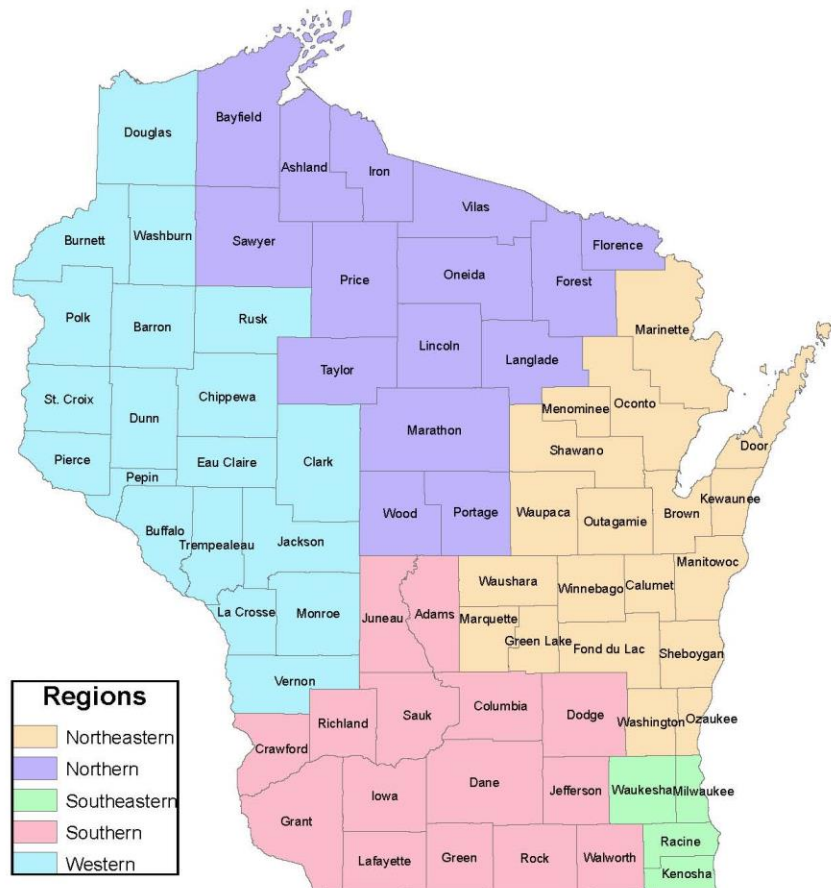 Bayfield
Douglas
Ashland
Iron
Vilas
Burnett
Washburn
Sawyer
Florence
Price
Oneida
Forest
Polk
Barron
Rusk
Marinette
Lincoln
Langlade
Taylor
St. Croix
Dunn
Chippewa
Menominee
Oconto
Marathon
Door
Pierce
Eau Claire
Clark
Shawano
Pepin
Kewaunee
Wood
Portage
Waupaca
Outagamie
Brown
Buffalo
Trempealeau
Jackson
Manitowoc
Waushara
Winnebago
Calumet
La Crosse
Monroe
Juneau
Adams
Marquette
Green Lake
Fond du Lac
Sheboygan
Vernon
Richland
Sauk
Columbia
Dodge
Washington
Ozaukee
Crawford
Dane
Jefferson
Waukesha
Milwaukee
Iowa
Grant
Racine
Lafayette
Green
Rock
Walworth
Kenosha
Regions
Northeastern
Northern
Southeastern
Southern
Western